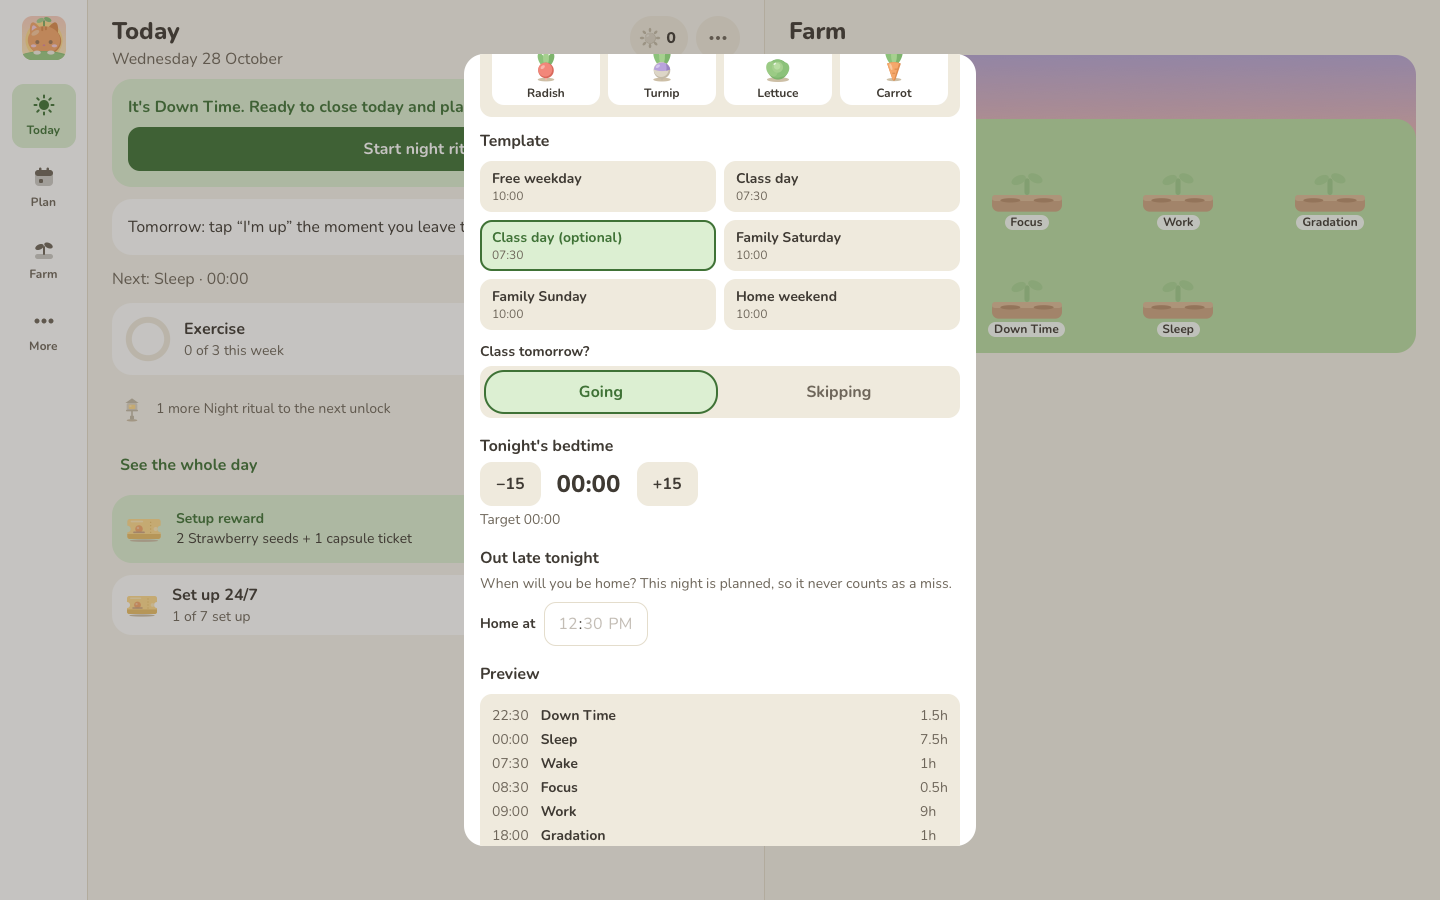 Today
Plan
Farm
More
Today
Wednesday 28 October
0
It's Down Time. Ready to close today and pla
Start night rit
Tomorrow: tap “I'm up” the moment you leave t
Next: Sleep · 00:00
Exercise
0 of 3 this week
1 more Night ritual to the next unlock
See the whole day
Setup reward
2 Strawberry seeds + 1 capsule ticket
Set up 24/7
1 of 7 set up
Radish
Turnip
Lettuce
Carrot
Template
Free weekday
10:00
Class day
07:30
Class day (optional)
07:30
Family Saturday
10:00
Family Sunday
10:00
Home weekend
10:00
Class tomorrow?
Going
Skipping
Tonight's bedtime
−15
00:00
+15
Target 00:00
Out late tonight
When will you be home? This night is planned, so it never counts as a miss.
Home at
12:30 PM
Preview
22:30 Down Time 1.5h
00:00 Sleep 7.5h
07:30 Wake 1h
08:30 Focus 0.5h
09:00 Work 9h
18:00 Gradation 1h
Farm
Focus
Work
Gradation
Down Time
Sleep